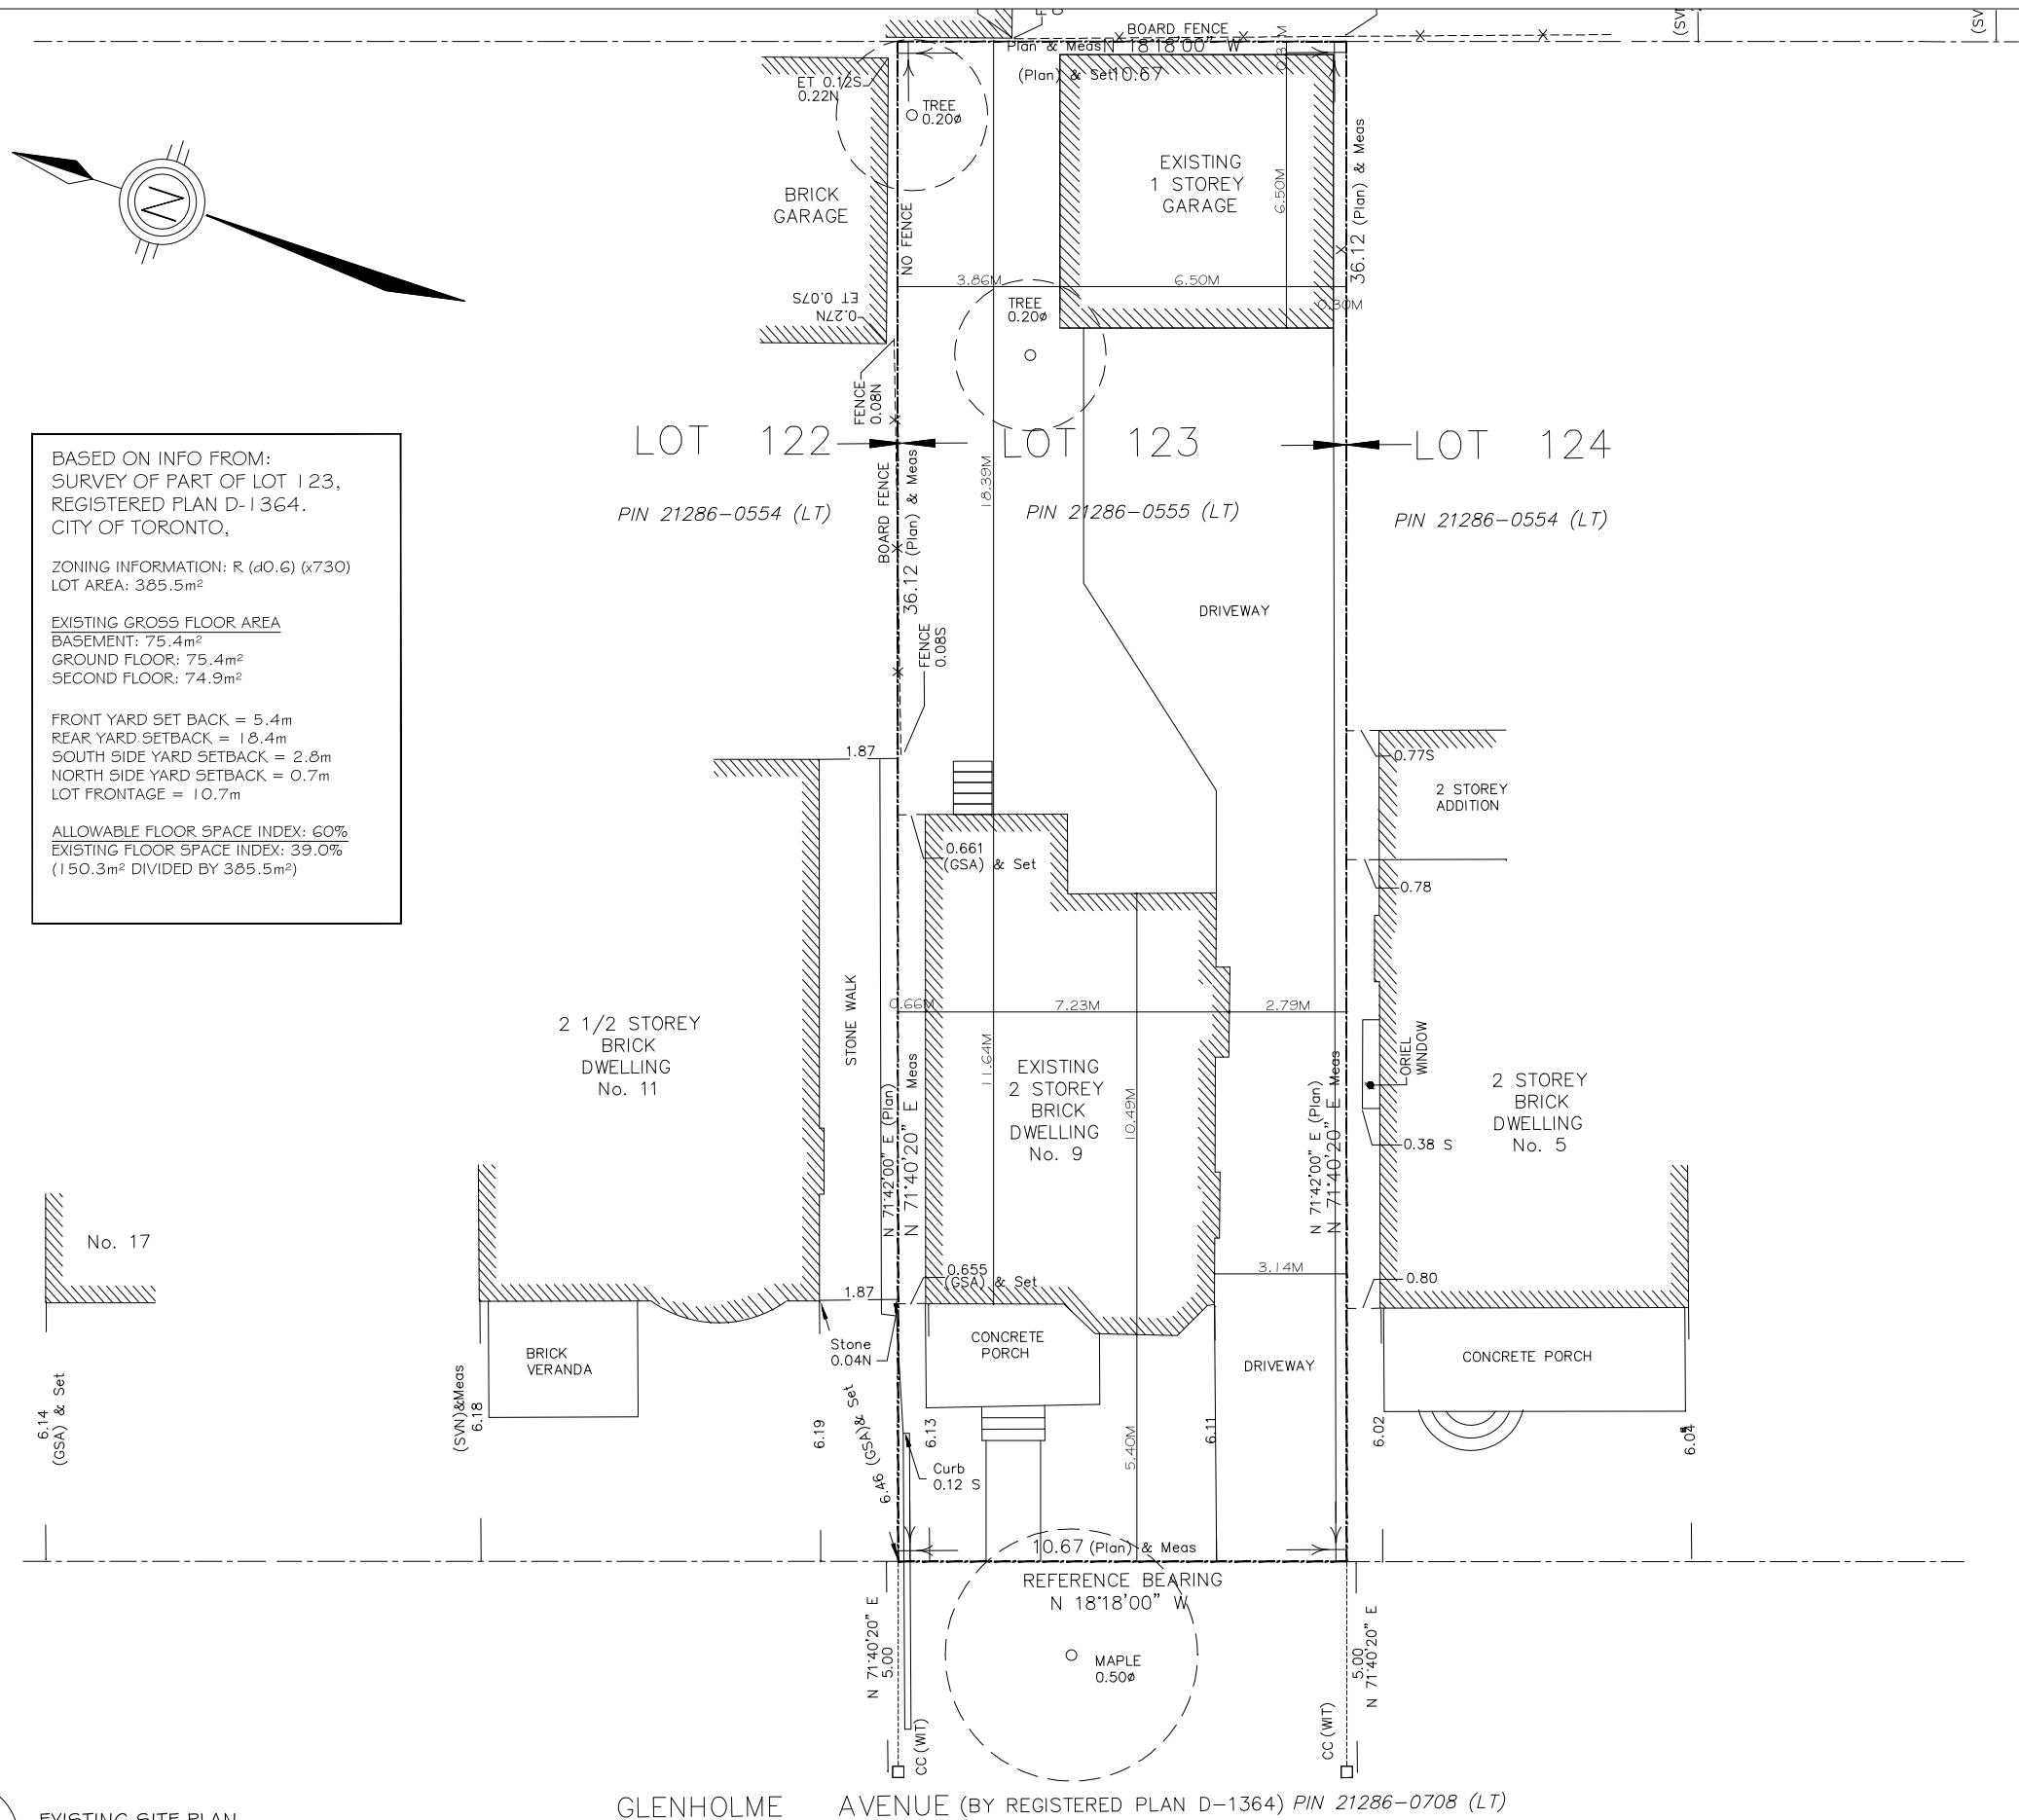 BOARD FENCE
Plan & Meas N 18°18'00" W
(Plan) & Set 10.67
(SV
ET 0.12S
0.22N
TREE
0.20ø
BRICK
GARAGE
NO FENCE
EXISTING
1 STOREY
GARAGE
6.50M
36.12 (Plan) & Meas
3.86M
6.50M
0.30M
ET 0.07S
0.27N
TREE
0.20ø
FENCE
0.08N
LOT 122
LOT 123
LOT 124
PIN 21286-0554 (LT)
PIN 21286-0555 (LT)
PIN 21286-0554 (LT)
BOARD FENCE
36.12 (Plan) & Meas
18.39M
BASED ON INFO FROM:
SURVEY OF PART OF LOT 123,
REGISTERED PLAN D-1364.
CITY OF TORONTO,
ZONING INFORMATION: R (d0.6) (x730)
LOT AREA: 385.5m²
EXISTING GROSS FLOOR AREA
BASEMENT: 75.4m²
GROUND FLOOR: 75.4m²
SECOND FLOOR: 74.9m²
FRONT YARD SET BACK = 5.4m
REAR YARD SETBACK = 18.4m
SOUTH SIDE YARD SETBACK = 2.8m
NORTH SIDE YARD SETBACK = 0.7m
LOT FRONTAGE = 10.7m
ALLOWABLE FLOOR SPACE INDEX: 60%
EXISTING FLOOR SPACE INDEX: 39.0%
(150.3m² DIVIDED BY 385.5m²)
DRIVEWAY
FENCE
0.08S
1.87
0.77S
2 STOREY
ADDITION
0.661
(GSA) & Set
0.78
STONE WALK
0.66M
7.23M
2.79M
2 1/2 STOREY
BRICK
DWELLING
No. 11
11.64M
EXISTING
2 STOREY
BRICK
DWELLING
No. 9
10.49M
ORIEL
WINDOW
2 STOREY
BRICK
DWELLING
No. 5
0.38 S
N 71°42'00" E (Plan)
N 71°40'20" E Meas
N 71°42'00" E (Plan)
N 71°40'20" E Meas
No. 17
0.655
(GSA) & Set
3.14M
0.80
1.87
Stone
0.04N
BRICK
VERANDA
CONCRETE
PORCH
DRIVEWAY
CONCRETE PORCH
6.14
(GSA) & Set
(SVN)&Meas
6.18
6.19
6.46 (GSA)& Set
6.13
5.40M
6.11
6.02
6.04
Curb
0.12 S
10.67 (Plan) & Meas
REFERENCE BEARING
N 18°18'00" W
N 71°40'20" E
5.00
MAPLE
0.50ø
5.00
N 71°40'20" E
CC (WIT)
CC (WIT)
GLENHOLME AVENUE (BY REGISTERED PLAN D-1364) PIN 21286-0708 (LT)
EXISTING SITE PLAN